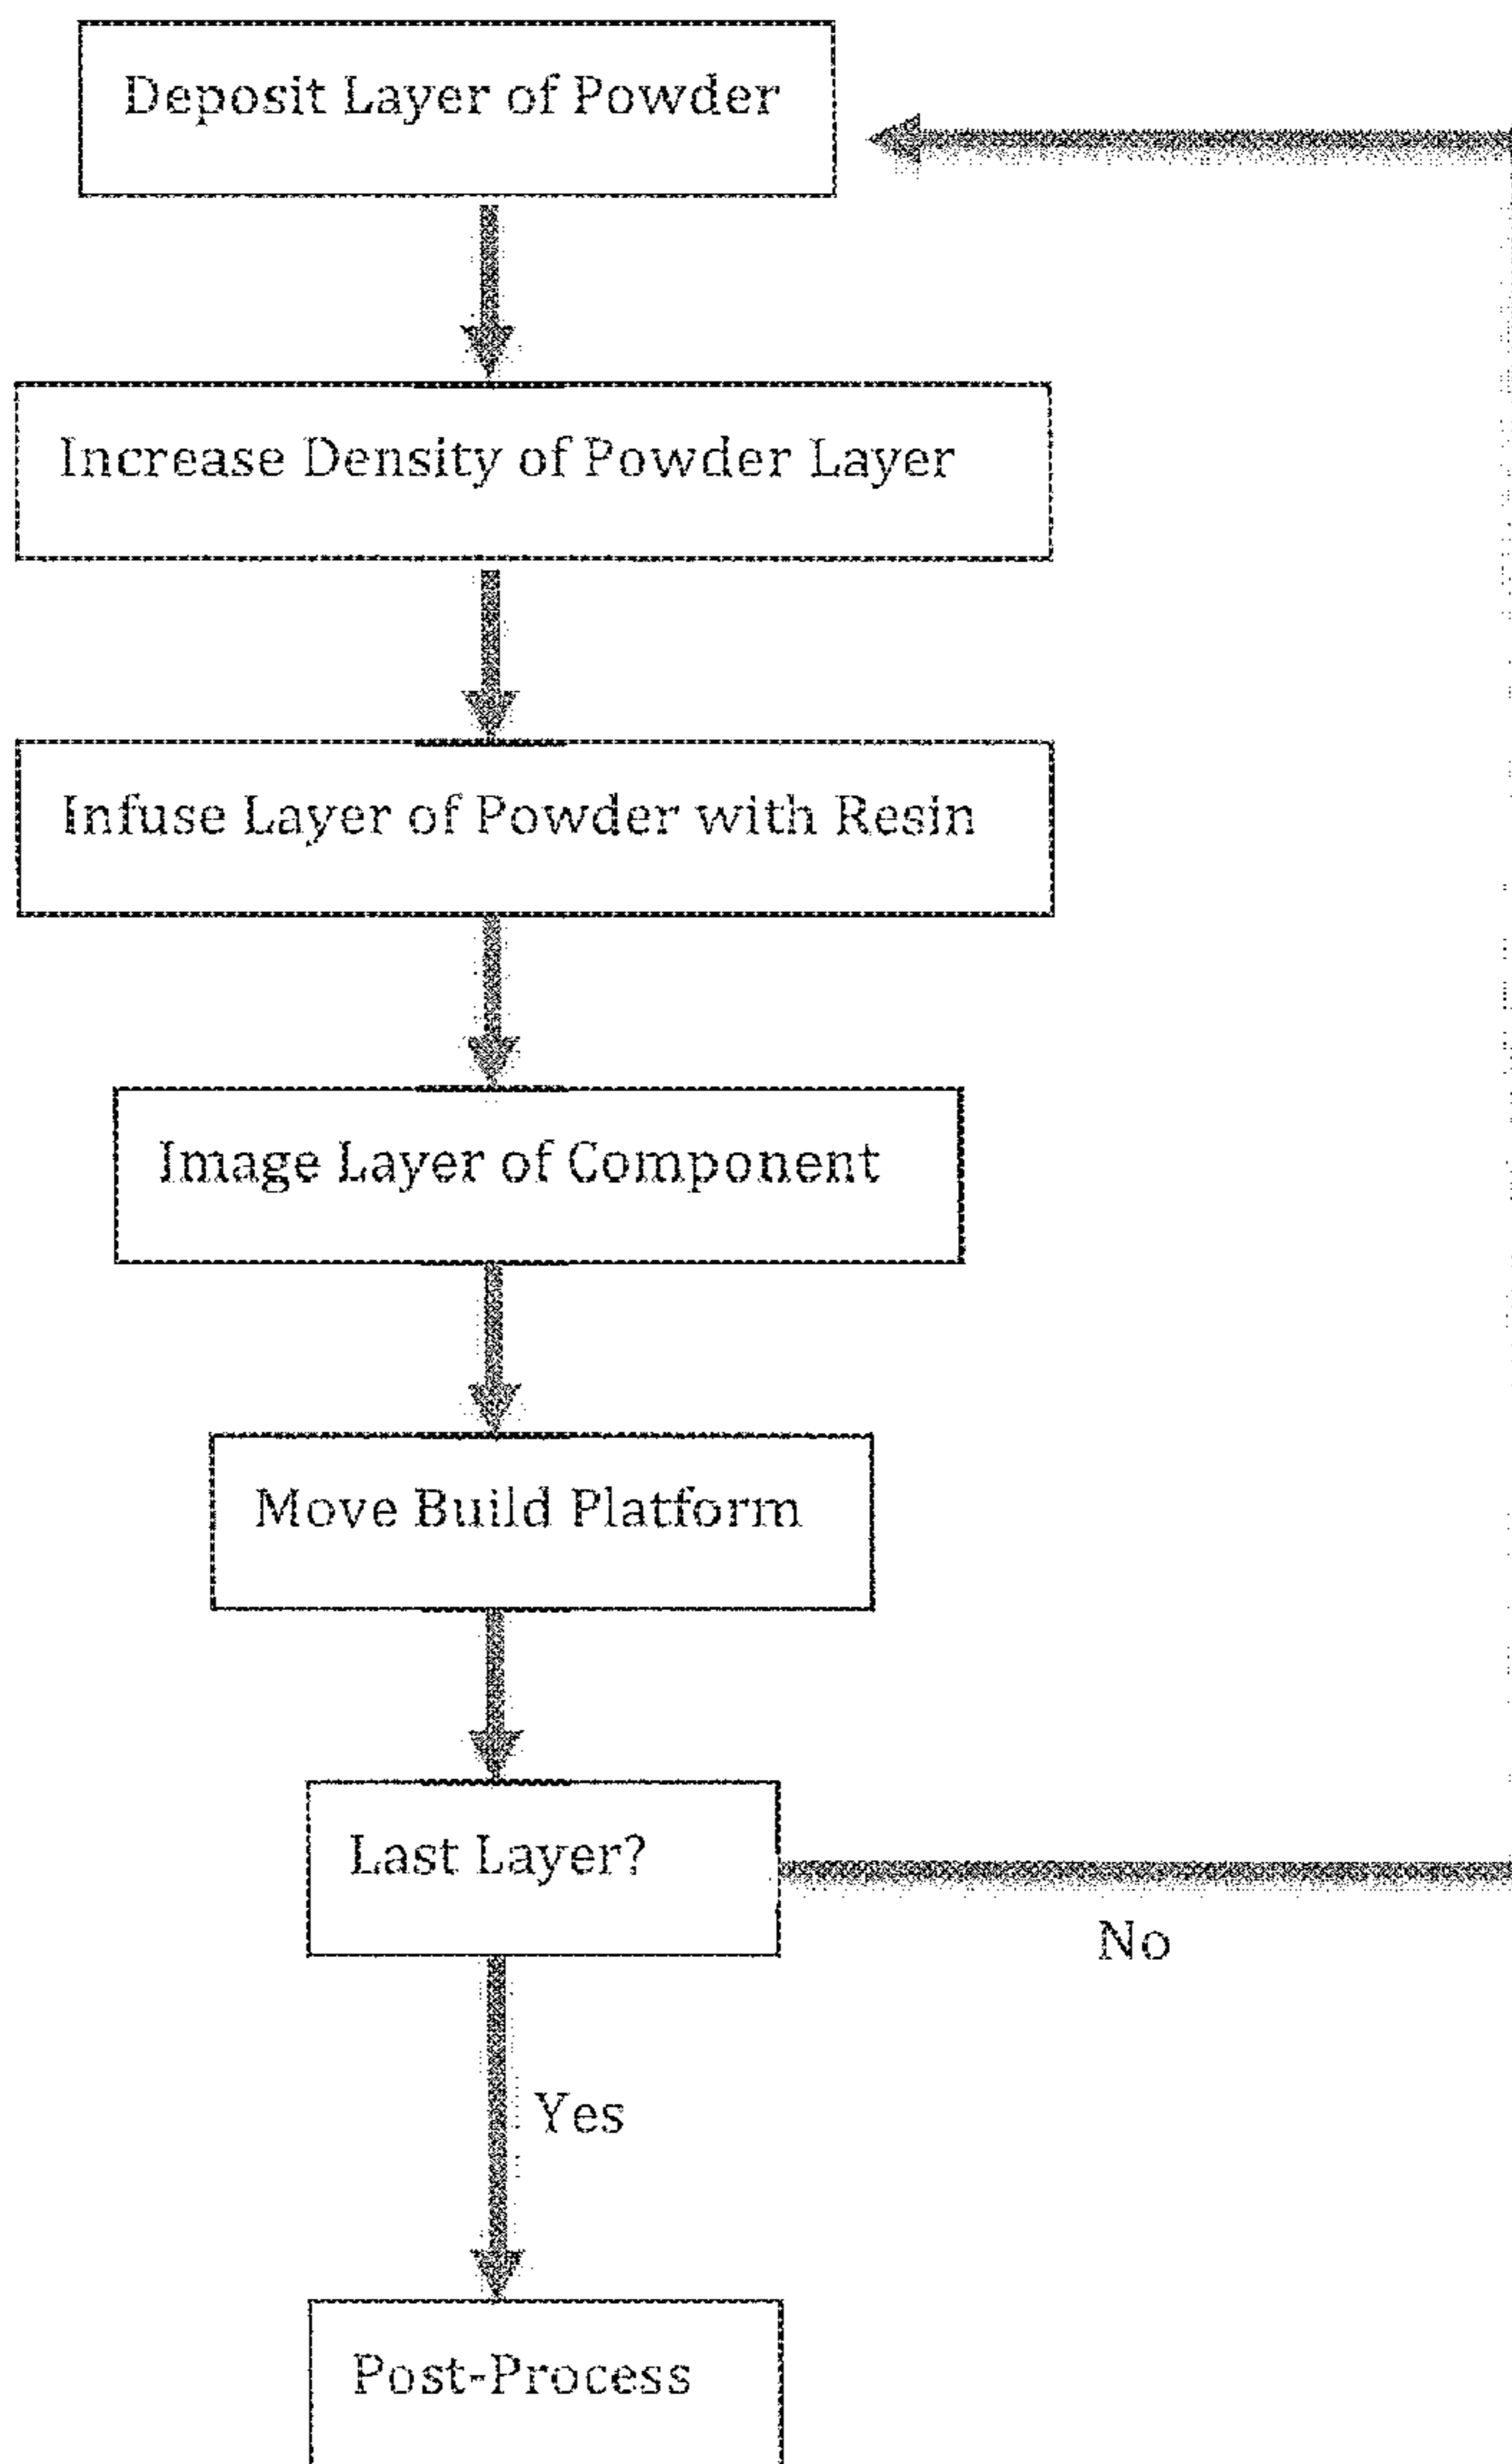 Deposit Layer of Powder
Increase Density of Powder Layer
Infuse Layer of Powder with Resin
Image Layer of Component
Move Build Platform
Last Layer?
No
Yes
Post-Process